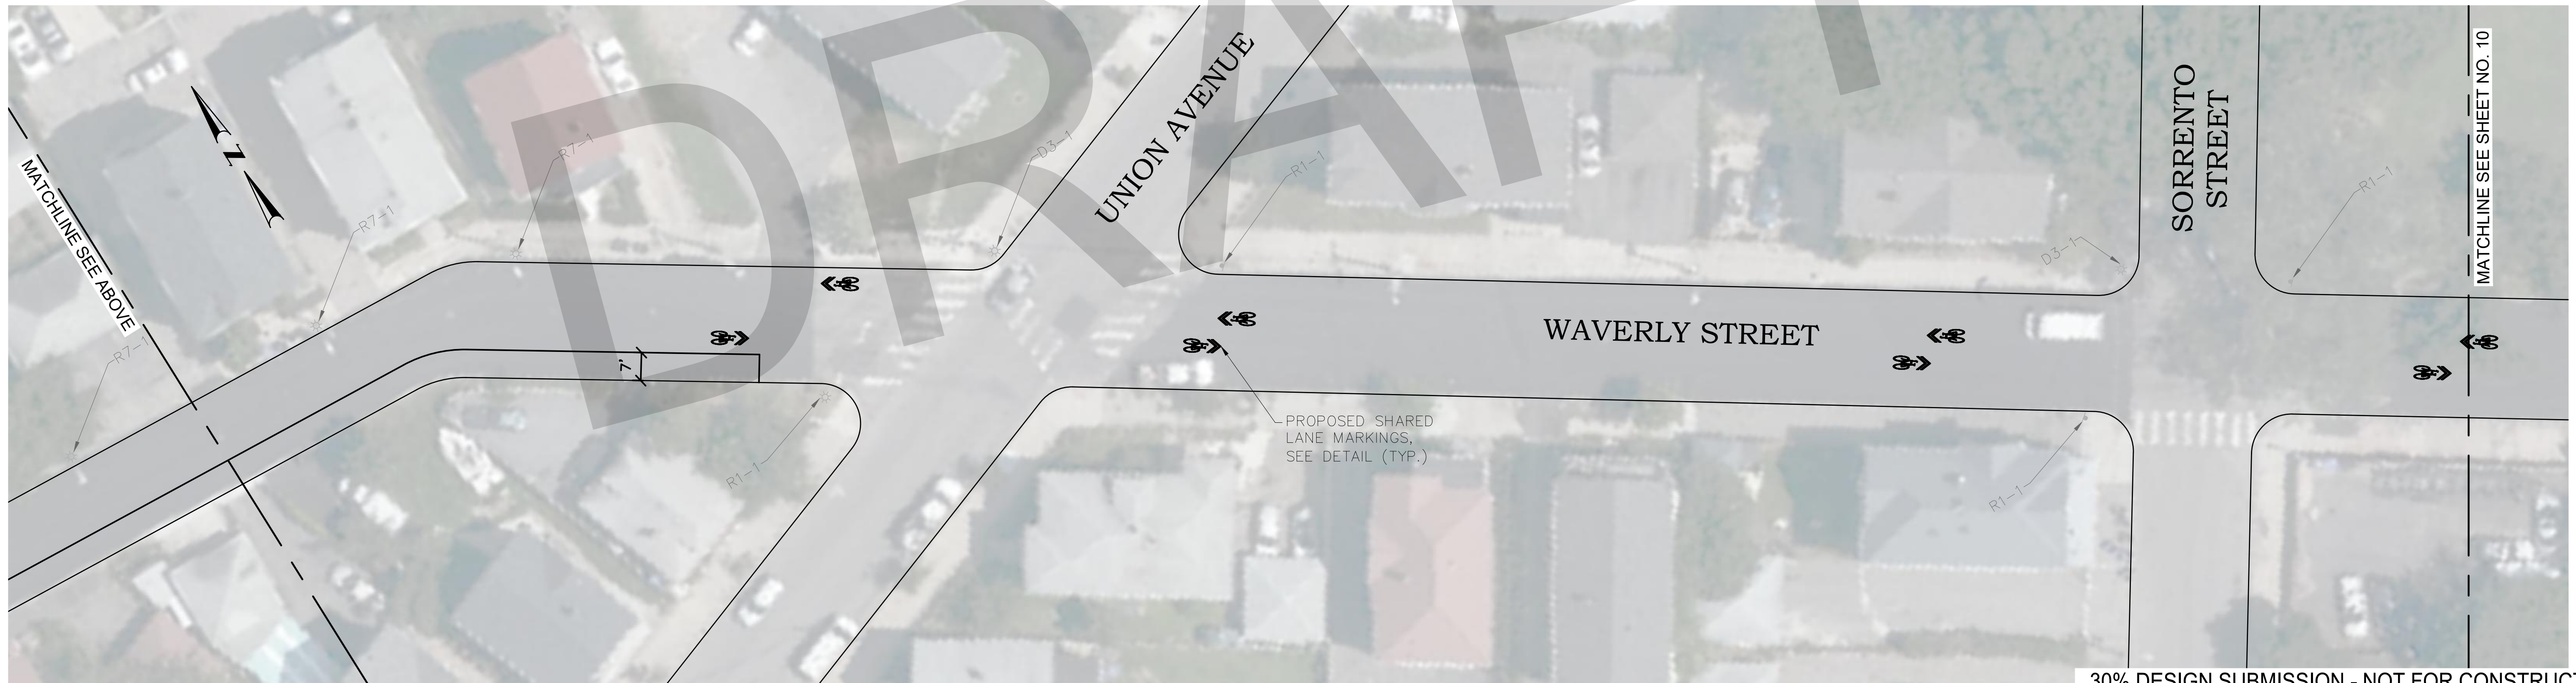 DRAFT
MATCHLINE SEE ABOVE
N
R7-1
R7-1
R7-1
D3-1
UNION AVENUE
R1-1
SORRENTO
STREET
R1-1
MATCHLINE SEE SHEET NO. 10
D3-1
WAVERLY STREET
7'
R1-1
PROPOSED SHARED
LANE MARKINGS,
SEE DETAIL (TYP.)
R1-1
30% DESIGN SUBMISSION - NOT FOR CONSTRUC